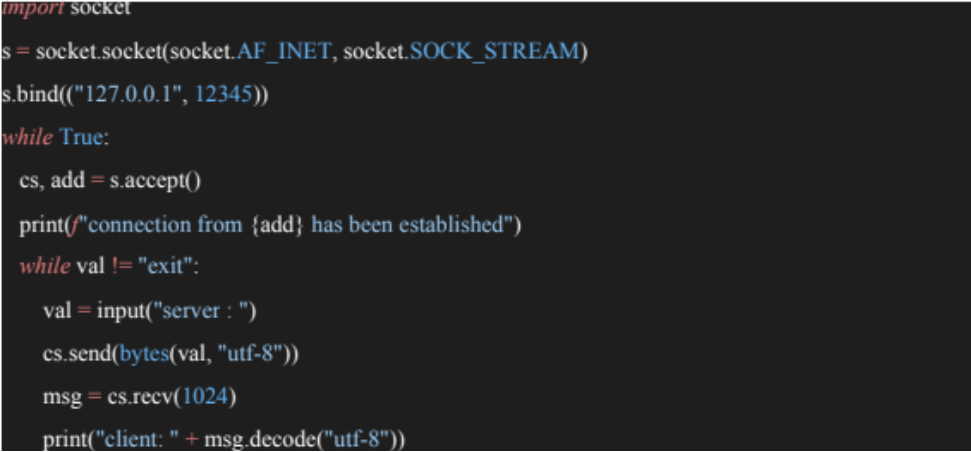 import socket
s = socket.socket(socket.AF_INET, socket.SOCK_STREAM)
s.bind(("127.0.0.1", 12345))
while True:
cs, add = s.accept()
print(f"connection from {add} has been established")
while val != "exit":
val = input("server : ")
cs.send(bytes(val, "utf-8"))
msg = cs.recv(1024)
print("client: " + msg.decode("utf-8"))